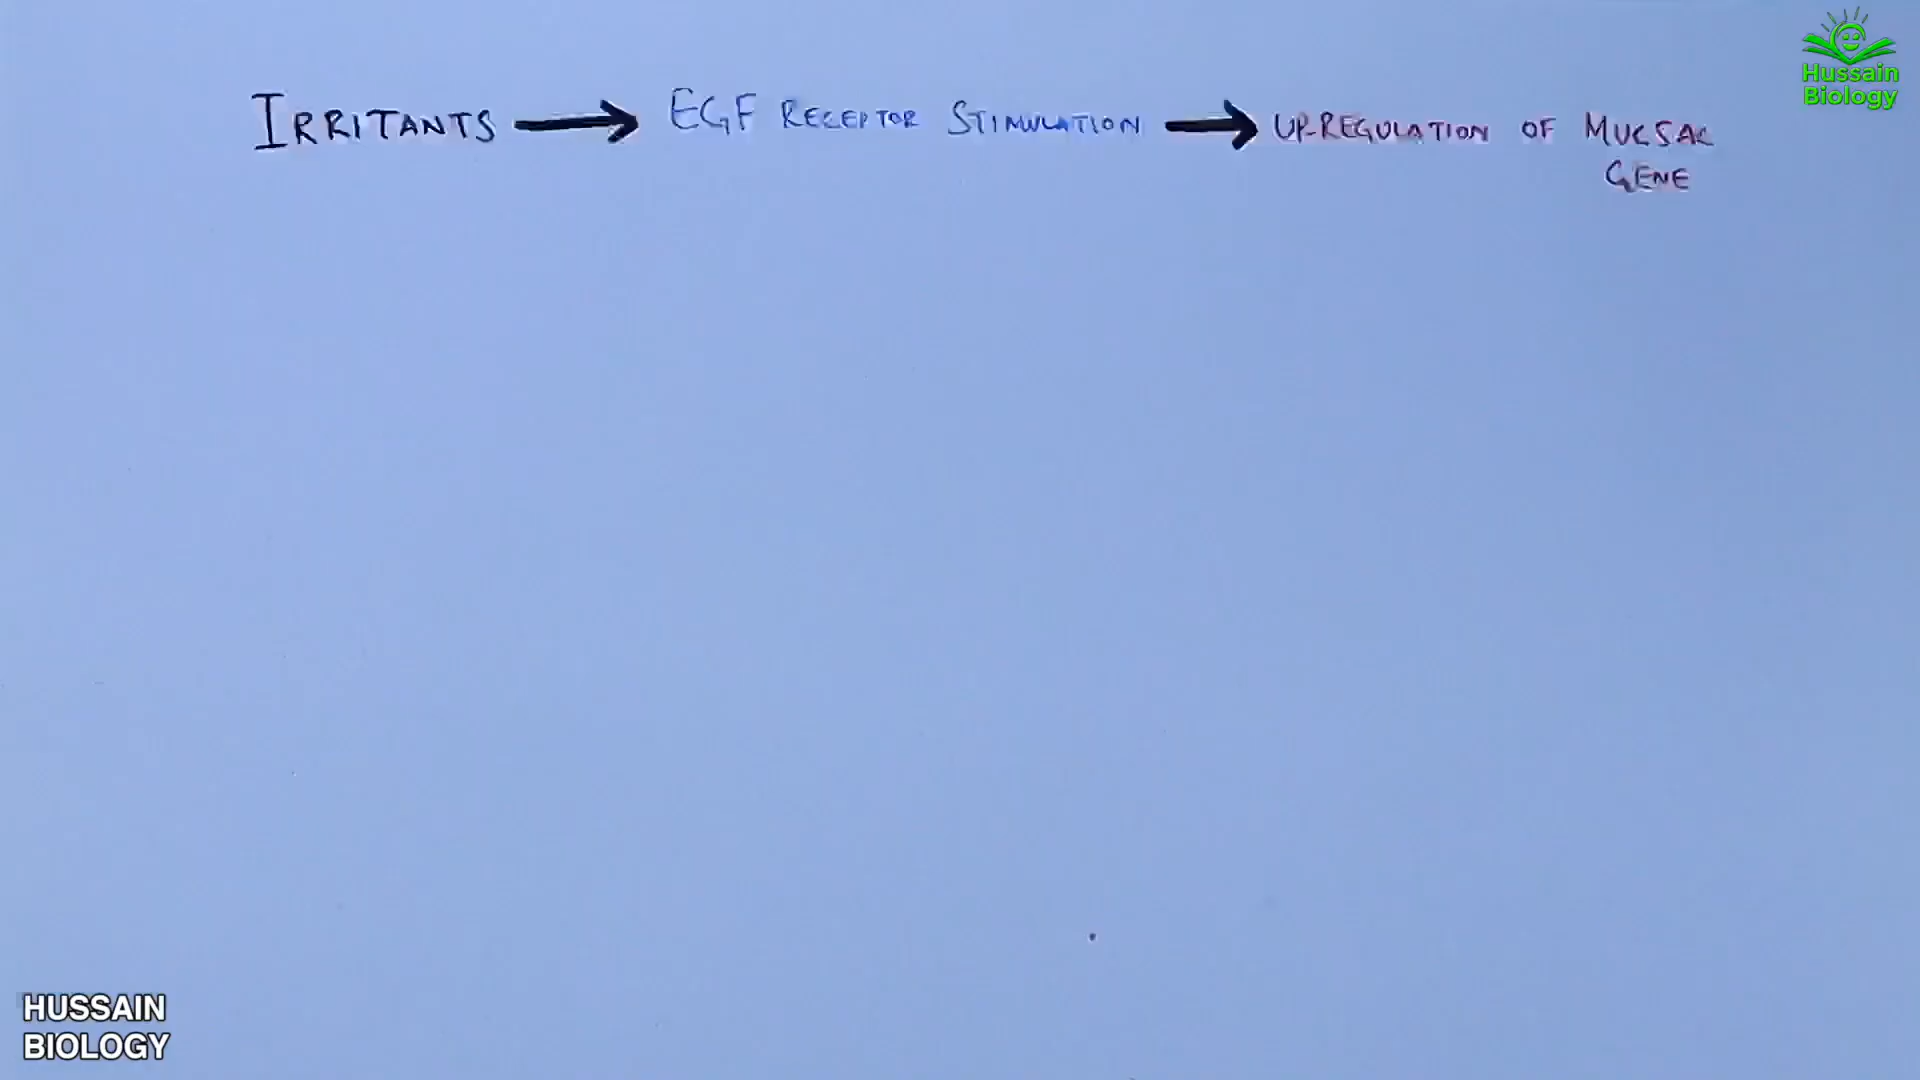 IRRITANTS → EGF RECEPTOR STIMULATION → UP-REGULATION OF MUC5AC
GENE
Hussain
Biology
HUSSAIN
BIOLOGY